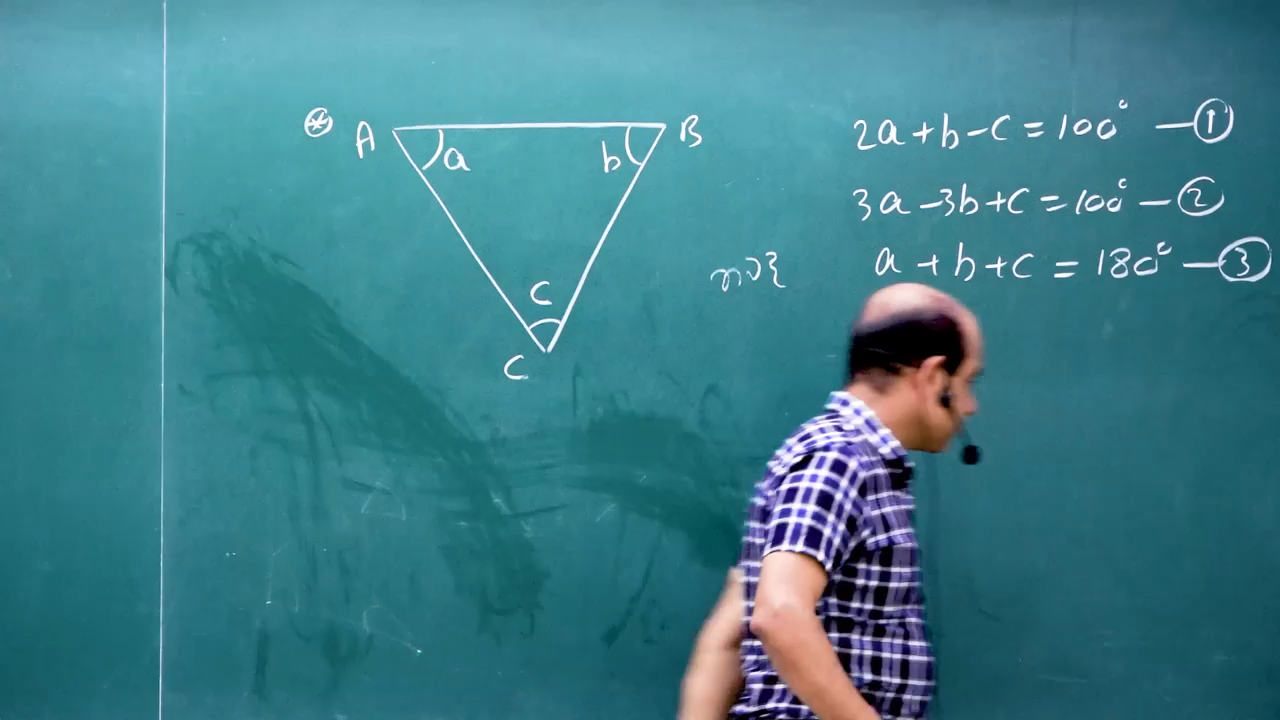 ⊛ A B
a b
C
C
2a+b-c=100° —①
3a-3b+c=100° —②
a+b+c=180° —③